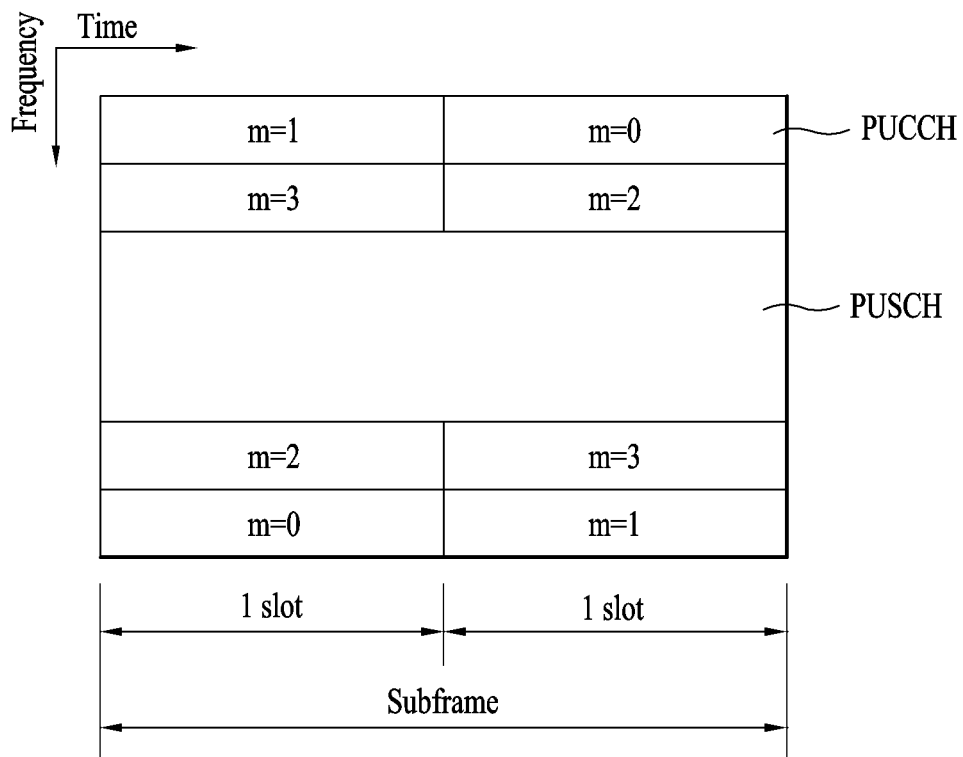 Time
Frequency
m=1
m=0
PUCCH
m=3
m=2
PUSCH
m=2
m=3
m=0
m=1
1 slot
1 slot
Subframe